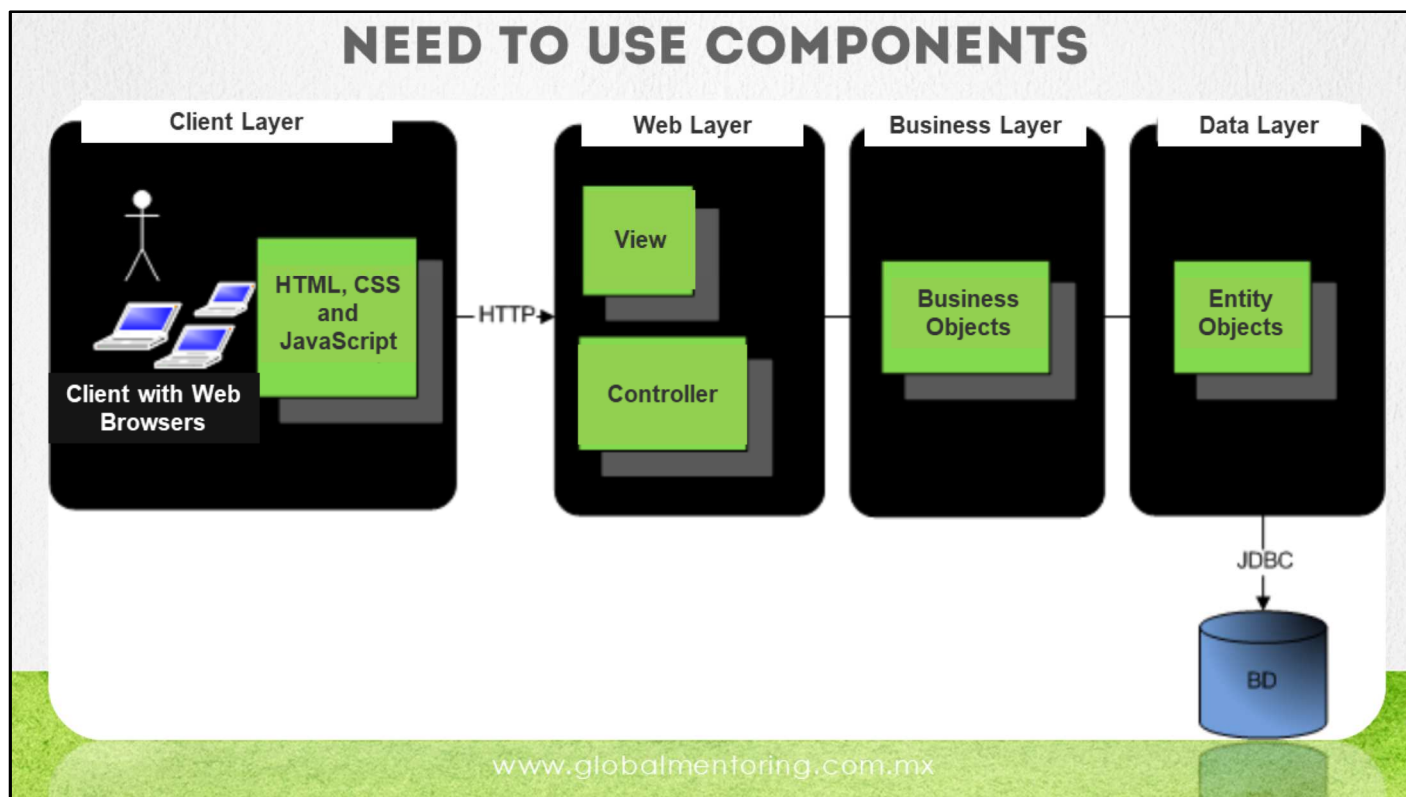 NEED TO USE COMPONENTS
Client Layer
HTML, CSS
and
JavaScript
Client with Web
Browsers
HTTP
Web Layer
View
Controller
Business Layer
Business
Objects
Data Layer
Entity
Objects
JDBC
BD
www.globalmentoring.com.mx